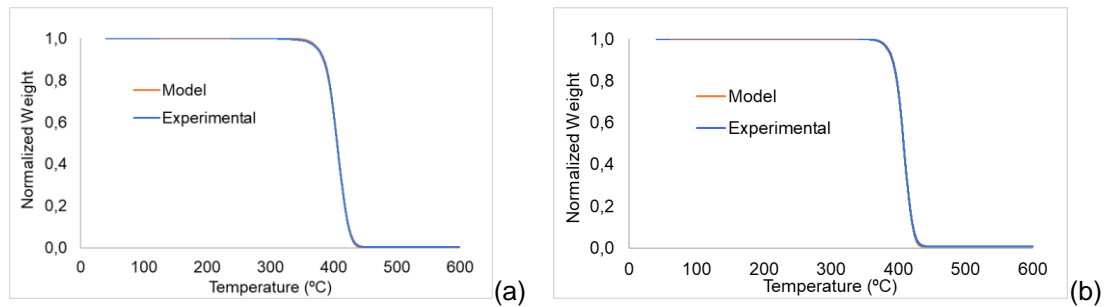 1,0
0,8
0,6
0,4
0,2
0,0
Normalized Weight
Model
Experimental
0 100 200 300 400 500 600
Temperature (ºC)
(a)
1,0
0,8
0,6
0,4
0,2
0,0
Normalized Weight
Model
Experimental
0 100 200 300 400 500 600
Temperature (ºC)
(b)